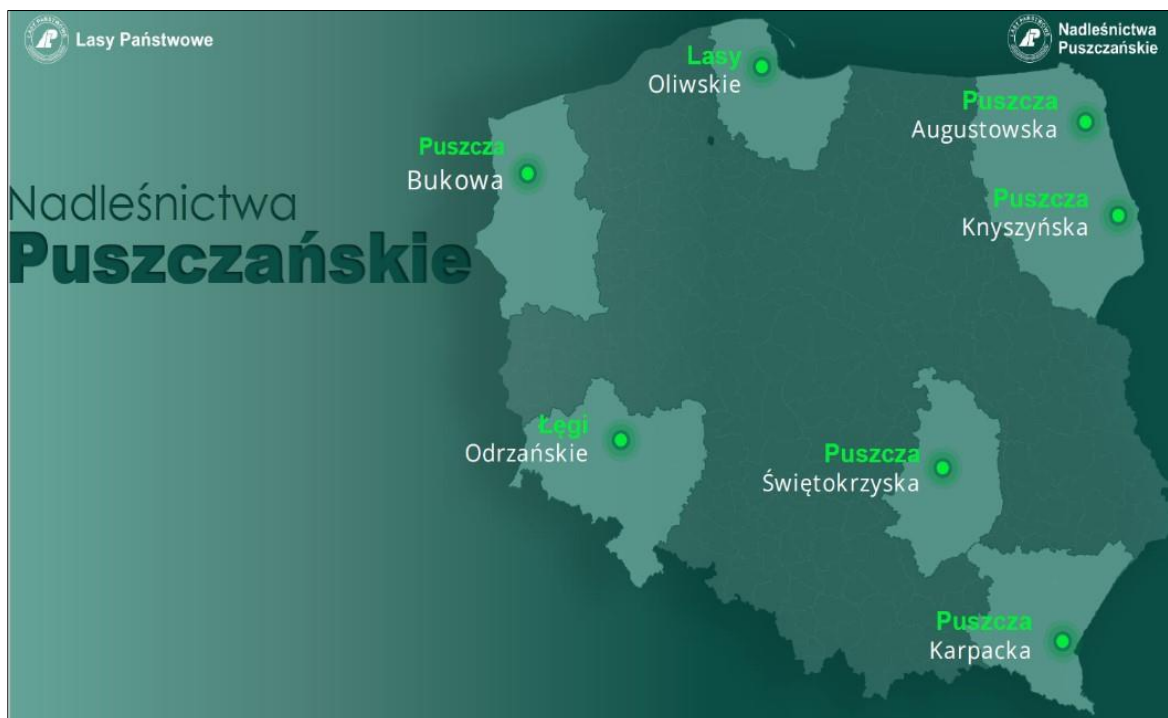 Lasy Państwowe
Nadleśnictwa
Puszczańskie
Lasy
Oliwskie
Puszcza
Augustowska
Puszcza
Bukowa
Nadleśnictwa
Puszczańskie
Puszcza
Knyszyńska
Łęgi
Odrzańskie
Puszcza
Świętokrzyska
Puszcza
Karpacka